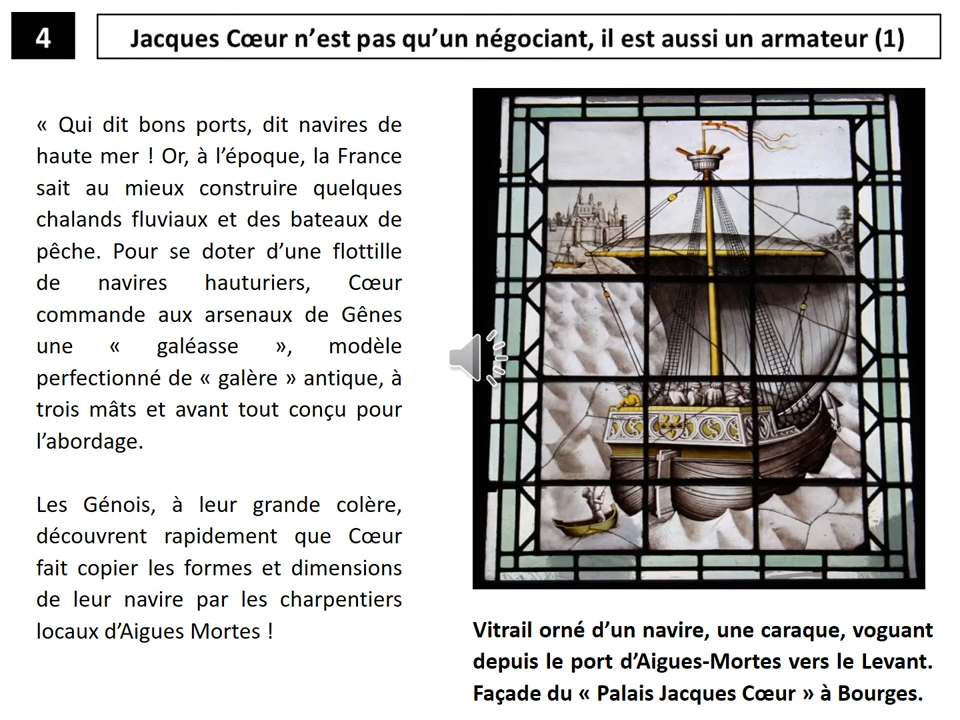 4
Jacques Cœur n’est pas qu’un négociant, il est aussi un armateur (1)
« Qui dit bons ports, dit navires de
haute mer ! Or, à l’époque, la France
sait au mieux construire quelques
chalands fluviaux et des bateaux de
pêche. Pour se doter d’une flottille
de navires hauturiers, Cœur
commande aux arsenaux de Gênes
une « galéasse », modèle
perfectionné de « galère » antique, à
trois mâts et avant tout conçu pour
l’abordage.
Les Génois, à leur grande colère,
découvrent rapidement que Cœur
fait copier les formes et dimensions
de leur navire par les charpentiers
locaux d’Aigues Mortes !
Vitrail orné d’un navire, une caraque, voguant
depuis le port d’Aigues-Mortes vers le Levant.
Façade du « Palais Jacques Cœur » à Bourges.